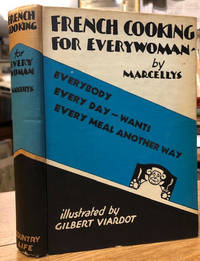 FRENCH COOKING
FOR EVERYWOMAN
by
MARCELLYS
EVERYBODY
EVERY DAY - WANTS
EVERY MEAL ANOTHER WAY
illustrated by
GILBERT VIARDOT
FRENCH
COOKING
for
EVERY
WOMAN
MARCELLYS
COUNTRY
LIFE